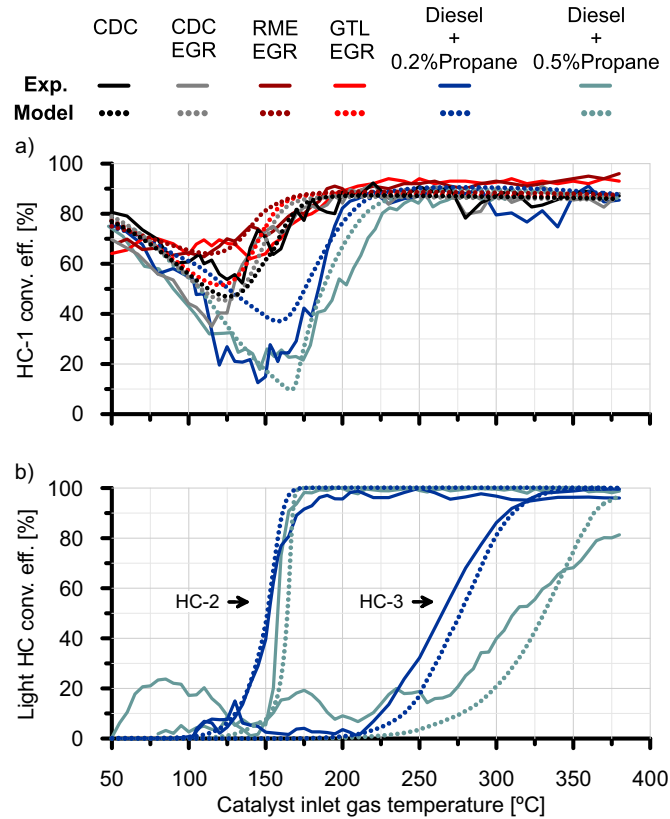 CDC CDC EGR RME EGR GTL EGR Diesel + 0.2%Propane Diesel + 0.5%Propane
Exp.
Model
a)
HC-1 conv. eff. [%]
100
80
60
40
20
0
b)
Light HC conv. eff. [%]
100
80
60
40
20
0
HC-2
HC-3
50 100 150 200 250 300 350 400
Catalyst inlet gas temperature [ºC]